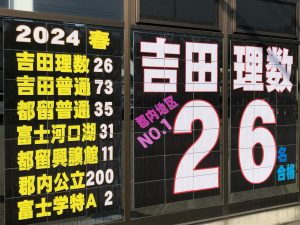 2024 春
吉田理数 26
吉田普通 73
都留普通 35
富士河口湖 31
都留興譲館 11
郡内公立 200
富士学特A 2
吉田 理数
郡内地区
NO.1
26
名
合格